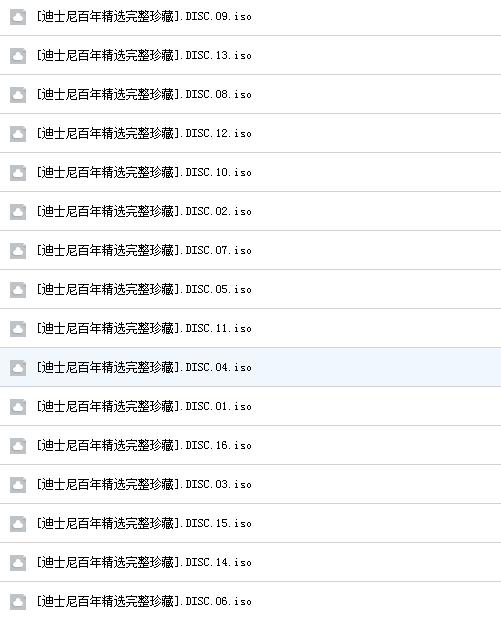 [迪士尼百年精选完整珍藏].DISC.09.iso
[迪士尼百年精选完整珍藏].DISC.13.iso
[迪士尼百年精选完整珍藏].DISC.08.iso
[迪士尼百年精选完整珍藏].DISC.12.iso
[迪士尼百年精选完整珍藏].DISC.10.iso
[迪士尼百年精选完整珍藏].DISC.02.iso
[迪士尼百年精选完整珍藏].DISC.07.iso
[迪士尼百年精选完整珍藏].DISC.05.iso
[迪士尼百年精选完整珍藏].DISC.11.iso
[迪士尼百年精选完整珍藏].DISC.04.iso
[迪士尼百年精选完整珍藏].DISC.01.iso
[迪士尼百年精选完整珍藏].DISC.16.iso
[迪士尼百年精选完整珍藏].DISC.03.iso
[迪士尼百年精选完整珍藏].DISC.15.iso
[迪士尼百年精选完整珍藏].DISC.14.iso
[迪士尼百年精选完整珍藏].DISC.06.iso